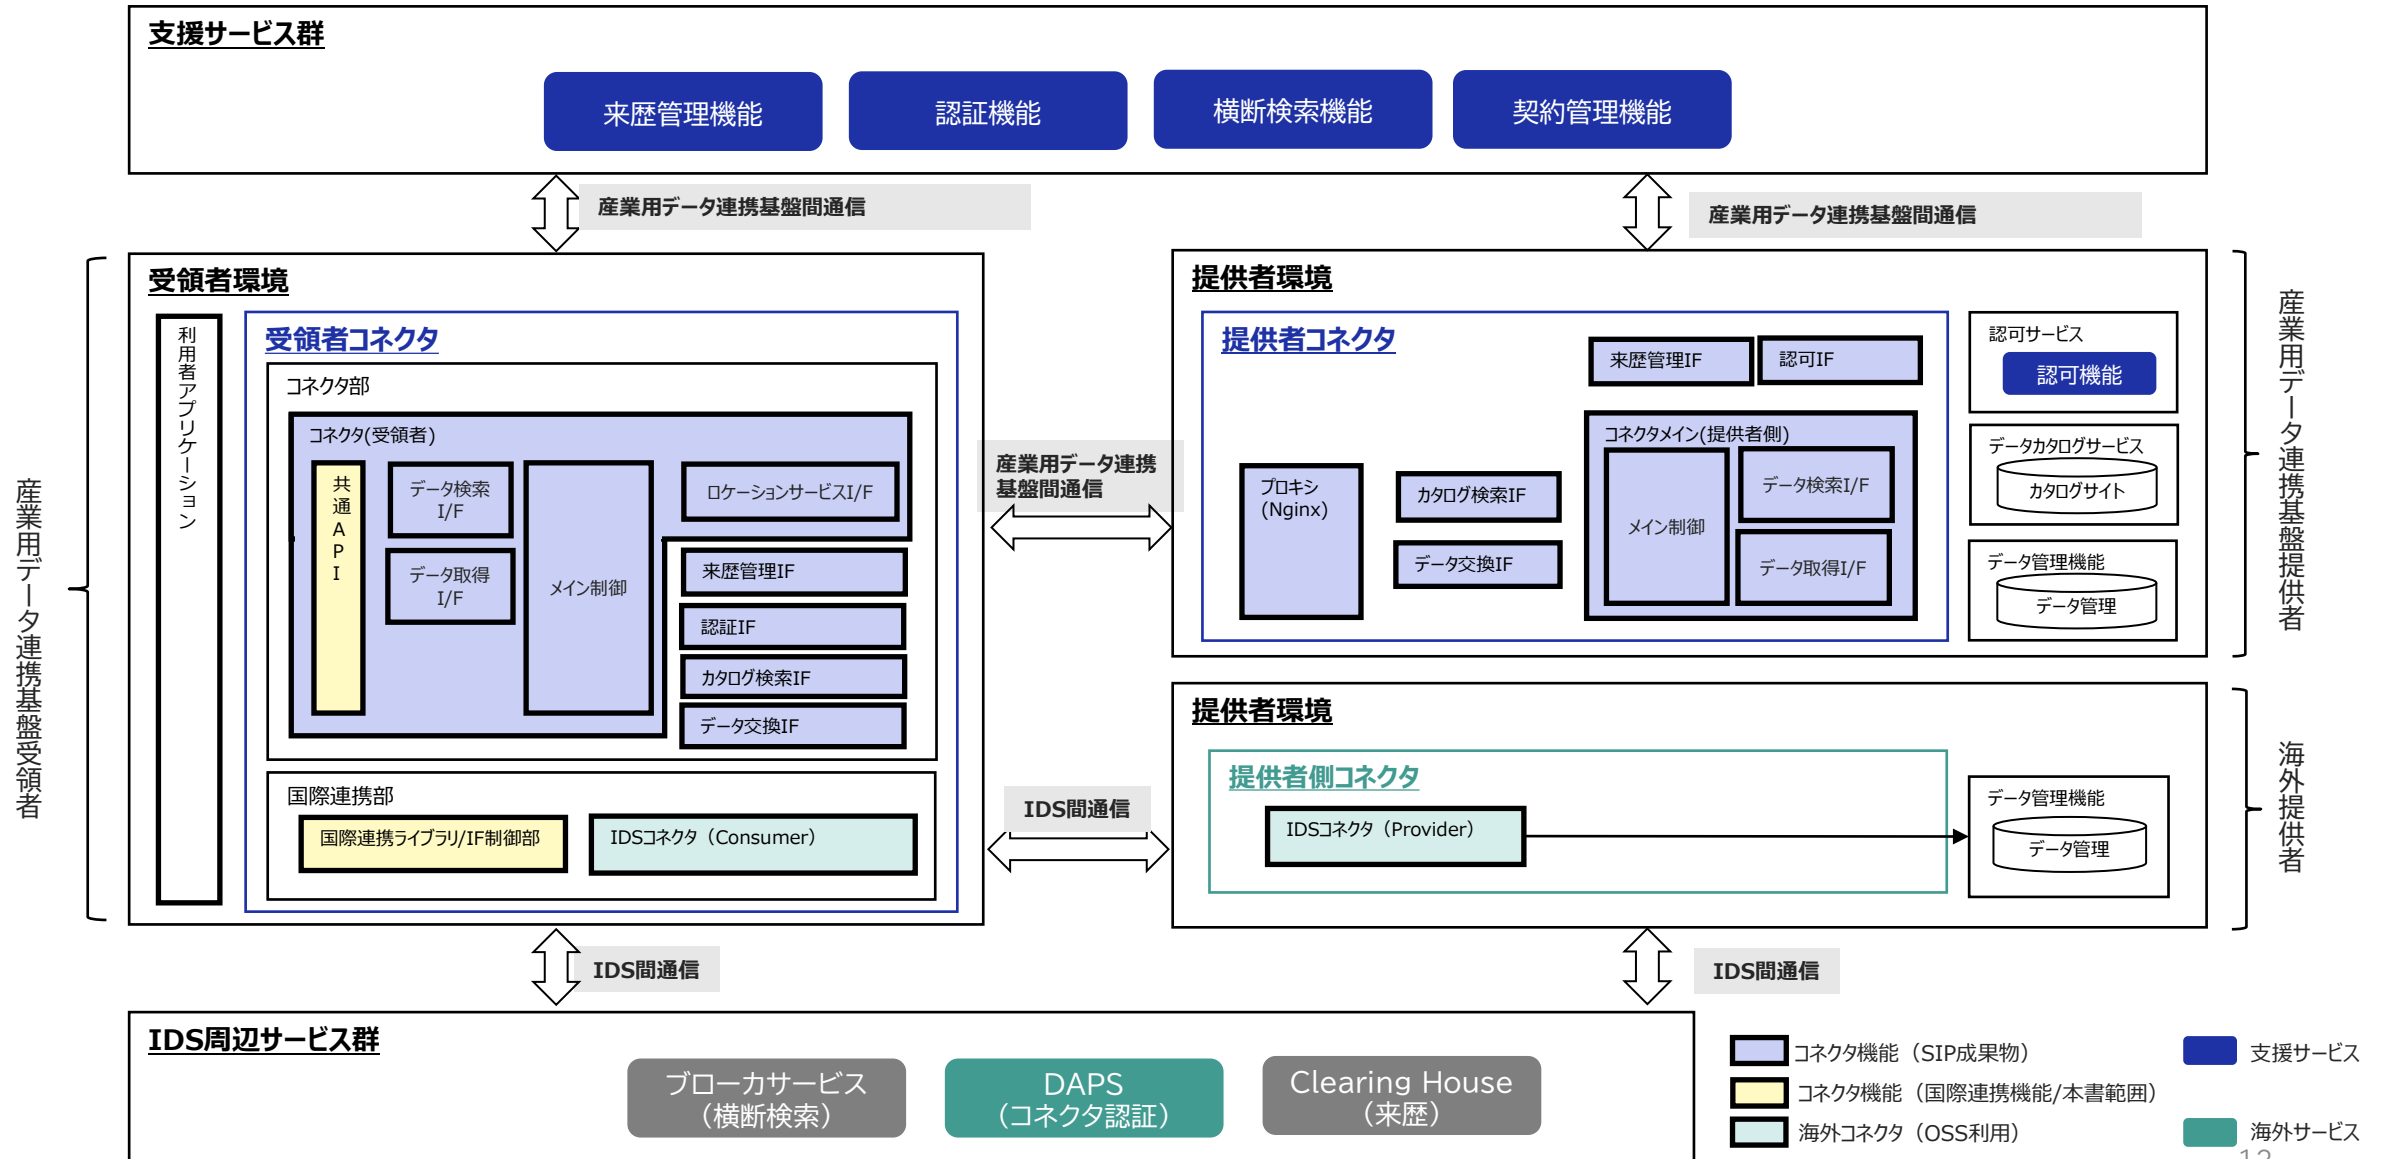 支援サービス群
来歴管理機能
認証機能
横断検索機能
契約管理機能
産業用データ連携基盤間通信
産業用データ連携基盤間通信
産業用データ連携基盤受領者
受領者環境
利用者アプリケーション
受領者コネクタ
コネクタ部
コネクタ(受領者)
共通API
データ検索
I/F
データ取得
I/F
メイン制御
ロケーションサービスI/F
来歴管理IF
認証IF
カタログ検索IF
データ交換IF
国際連携部
国際連携ライブラリ/IF制御部
IDSコネクタ（Consumer）
産業用データ連携
基盤間通信
IDS間通信
提供者環境
提供者コネクタ
来歴管理IF
認可IF
プロキシ
(Nginx)
カタログ検索IF
データ交換IF
コネクタメイン(提供者側)
メイン制御
データ検索I/F
データ取得I/F
認可サービス
認可機能
データカタログサービス
カタログサイト
データ管理機能
データ管理
産業用データ連携基盤提供者
提供者環境
提供者側コネクタ
IDSコネクタ（Provider）
データ管理機能
データ管理
海外提供者
IDS間通信
IDS間通信
IDS周辺サービス群
ブローカサービス
（横断検索）
DAPS
（コネクタ認証）
Clearing House
（来歴）
コネクタ機能（SIP成果物）
コネクタ機能（国際連携機能/本書範囲）
海外コネクタ（OSS利用）
支援サービス
海外サービス